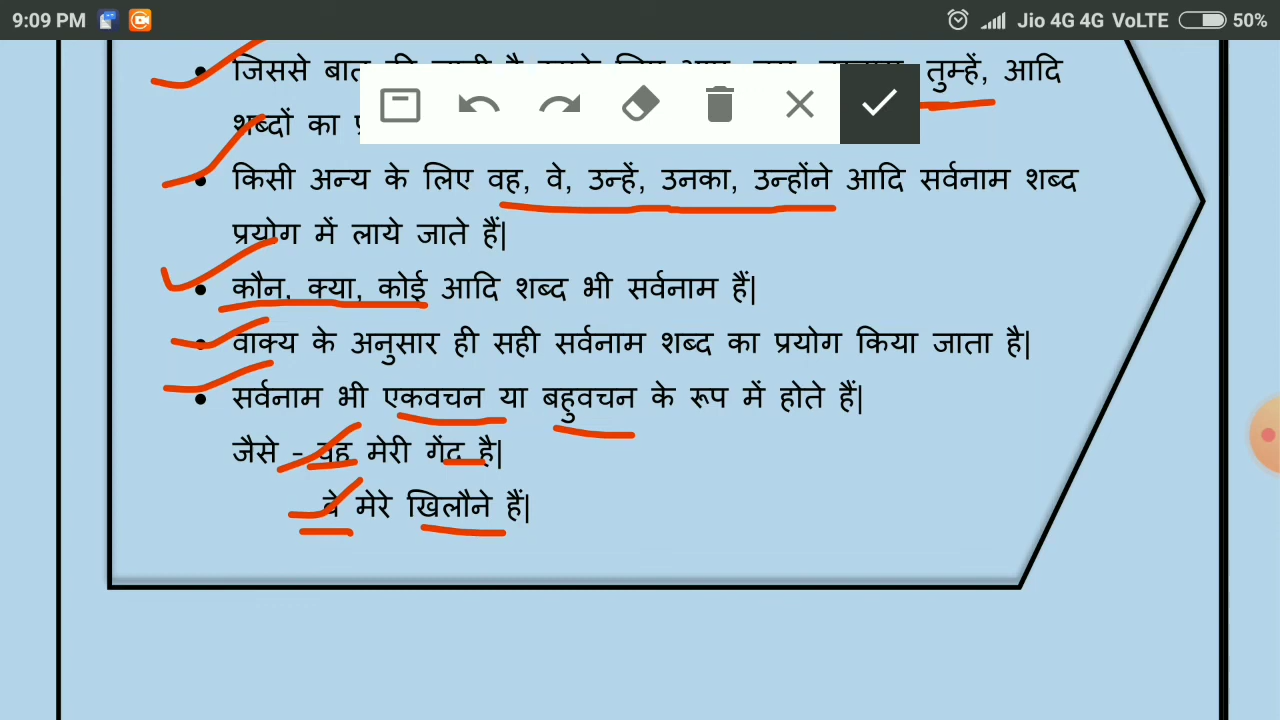 9:09 PM Jio 4G 4G VoLTE 50%
जिससे बात तुम्हें, आदि
शब्दों का
किसी अन्य के लिए वह, वे, उन्हें, उनका, उन्होंने आदि सर्वनाम शब्द
प्रयोग में लाये जाते हैं|
कौन, क्या, कोई आदि शब्द भी सर्वनाम हैं|
वाक्य के अनुसार ही सही सर्वनाम शब्द का प्रयोग किया जाता है|
सर्वनाम भी एकवचन या बहुवचन के रूप में होते हैं|
जैसे – वह मेरी गेंद है|
वे मेरे खिलौने हैं|